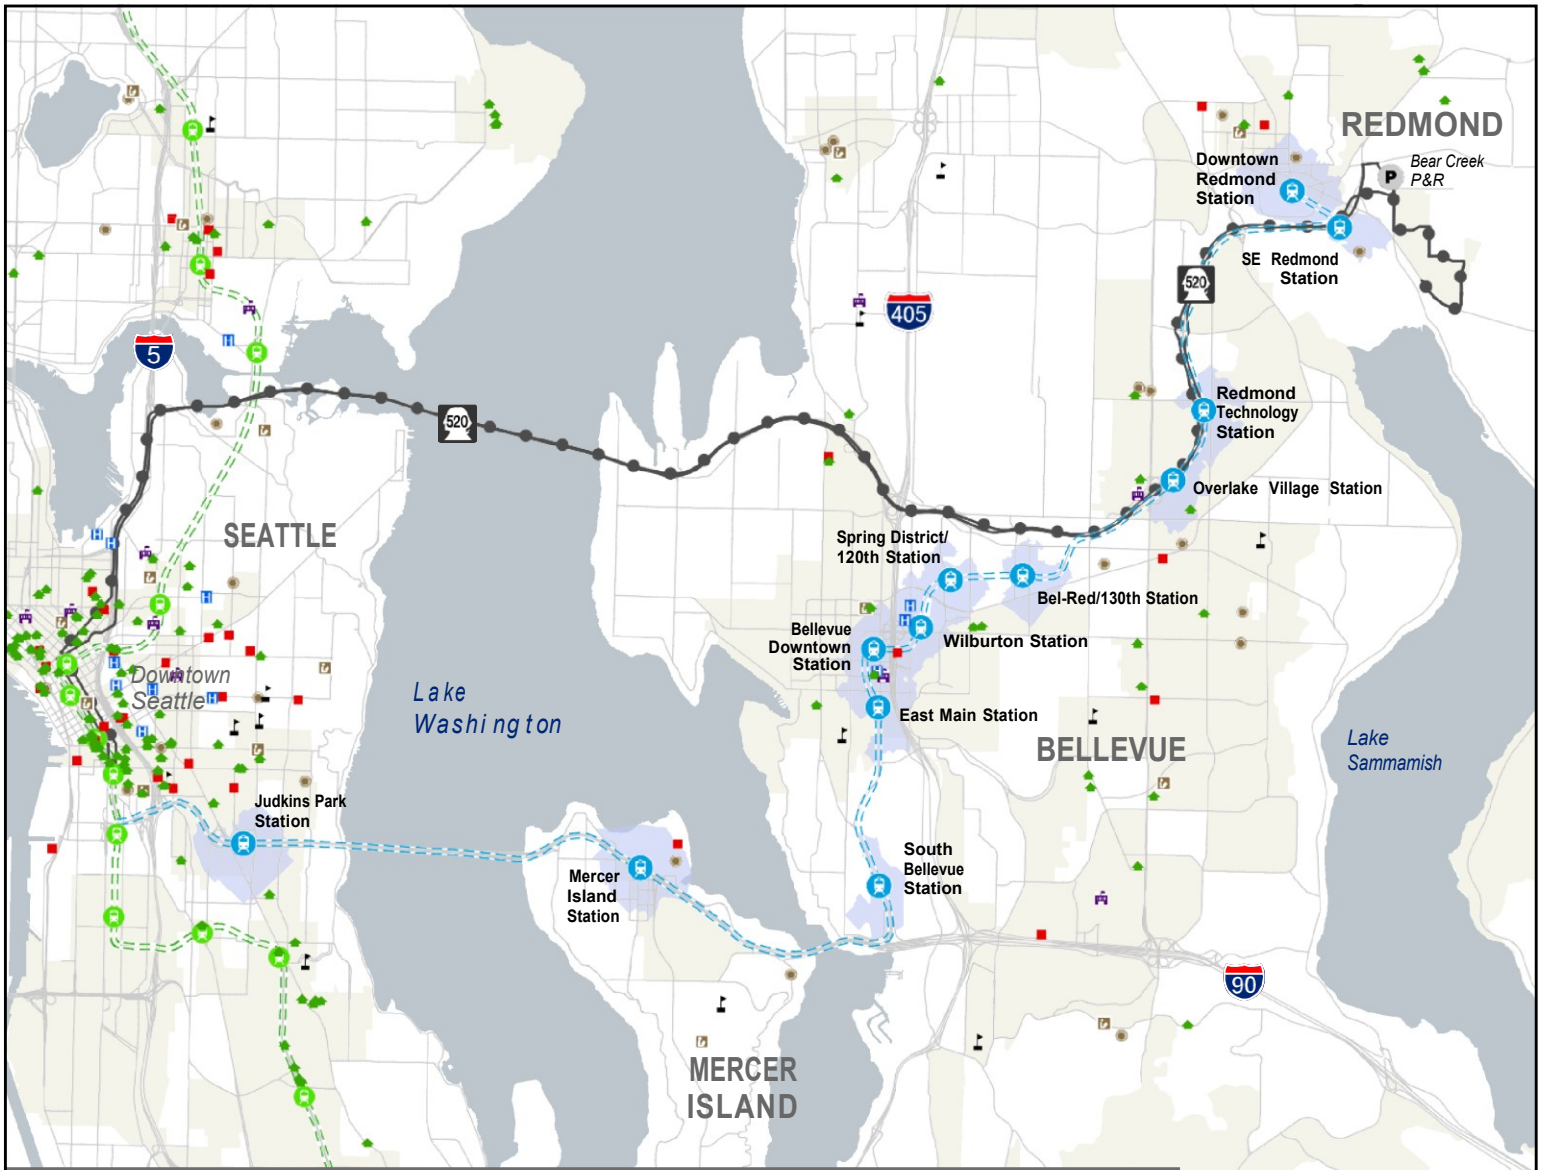 REDMOND
Bear Creek
P&R
P
Downtown
Redmond
Station
SE Redmond
Station
520
405
5
Redmond
Technology
Station
520
Overlake Village Station
SEATTLE
Spring District/
120th Station
Bel-Red/130th Station
Bellevue
Downtown
Station
Wilburton Station
Downtown
Seattle
Lake
Washington
East Main Station
BELLEVUE
Lake
Sammamish
Judkins Park
Station
Mercer
Island
Station
South
Bellevue
Station
90
MERCER
ISLAND
H
H
H
H
H
H
H
H
H
H
H
H